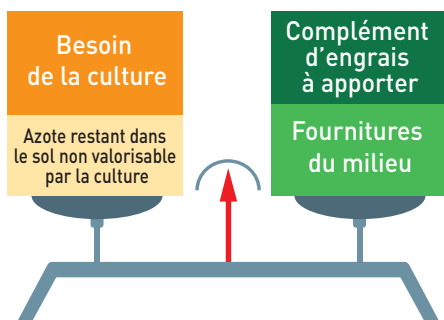 Besoin
de la culture
Azote restant dans
le sol non valorisable
par la culture
Complément
d'engrais
à apporter
Fournitures
du milieu